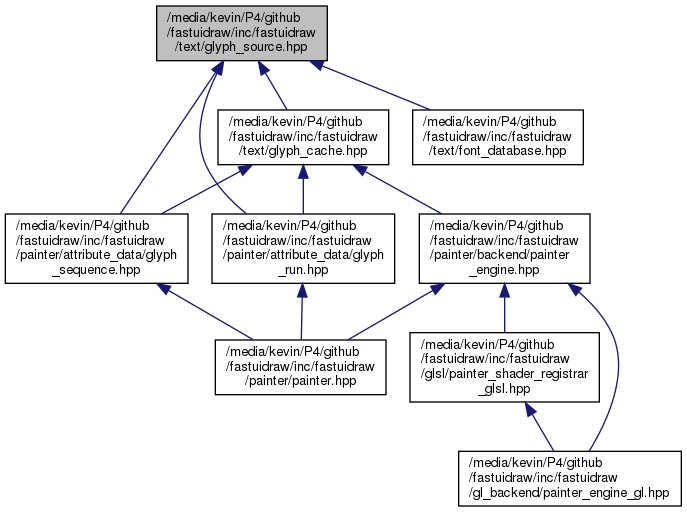 /media/kevin/P4/github
/fastuidraw/inc/fastuidraw
/text/glyph_source.hpp
/media/kevin/P4/github
/fastuidraw/inc/fastuidraw
/text/glyph_cache.hpp
/media/kevin/P4/github
/fastuidraw/inc/fastuidraw
/text/font_database.hpp
/media/kevin/P4/github
/fastuidraw/inc/fastuidraw
/painter/attribute_data/glyph
_sequence.hpp
/media/kevin/P4/github
/fastuidraw/inc/fastuidraw
/painter/attribute_data/glyph
_run.hpp
/media/kevin/P4/github
/fastuidraw/inc/fastuidraw
/painter/backend/painter
_engine.hpp
/media/kevin/P4/github
/fastuidraw/inc/fastuidraw
/painter/painter.hpp
/media/kevin/P4/github
/fastuidraw/inc/fastuidraw
/glsl/painter_shader_registrar
_glsl.hpp
/media/kevin/P4/github
/fastuidraw/inc/fastuidraw
/gl_backend/painter_engine_gl.hpp